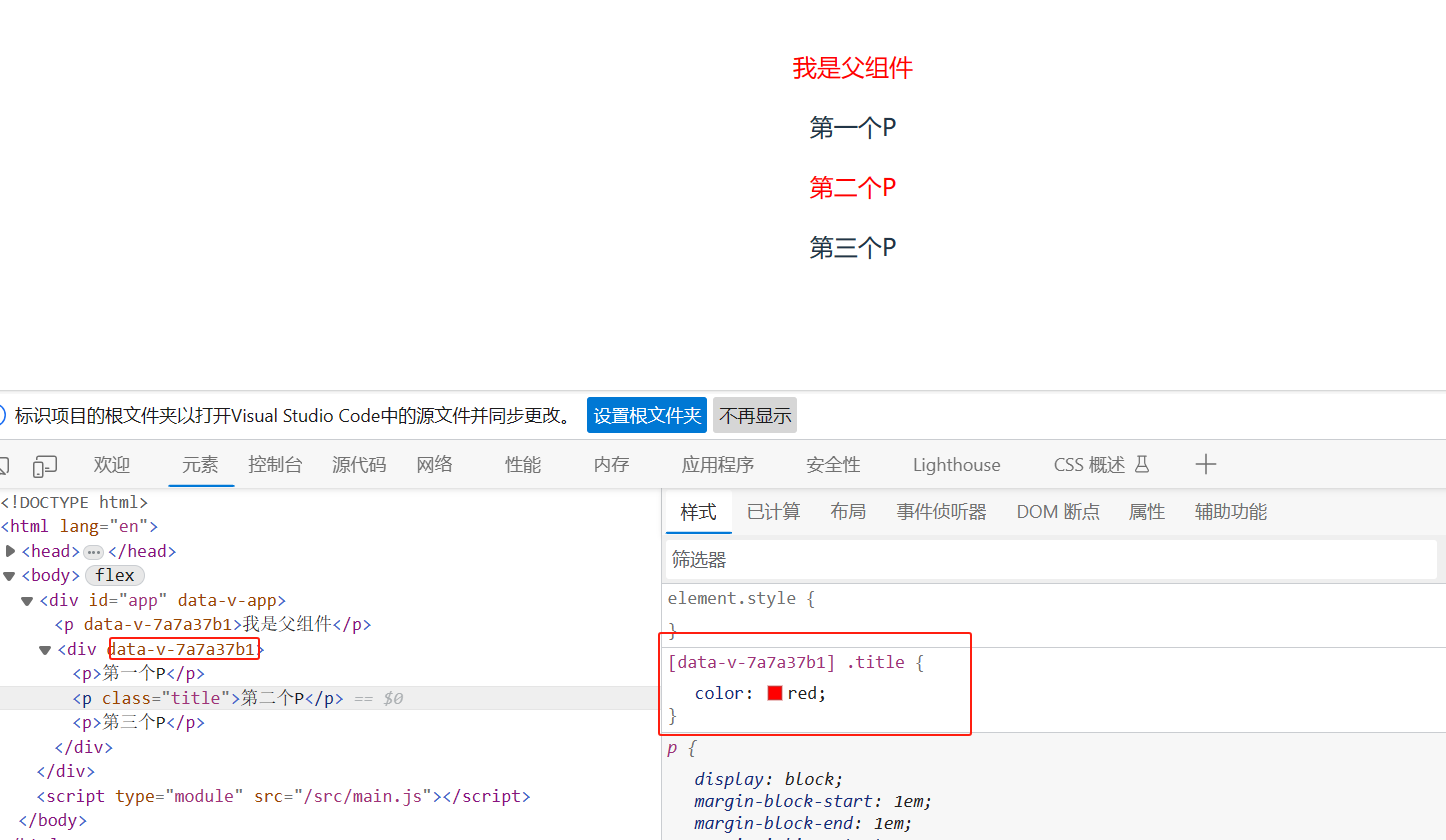 我是父组件
第一个P
第二个P
第三个P
标识项目的根文件夹以打开Visual Studio Code中的源文件并同步更改。 设置根文件夹 不再显示
欢迎 元素 控制台 源代码 网络 性能 内存 应用程序 安全性 Lighthouse CSS 概述
<!DOCTYPE html>
<html lang="en">
<head> ••• </head>
<body> flex
<div id="app" data-v-app>
<p data-v-7a7a37b1>我是父组件</p>
<div data-v-7a7a37b1>
<p>第一个P</p>
<p class="title">第二个P</p> == $0
<p>第三个P</p>
</div>
</div>
<script type="module" src="/src/main.js"></script>
</body>
样式 已计算 布局 事件侦听器 DOM 断点 属性 辅助功能
筛选器
element.style {
}
[data-v-7a7a37b1] .title {
color: red;
}
p {
display: block;
margin-block-start: 1em;
margin-block-end: 1em;